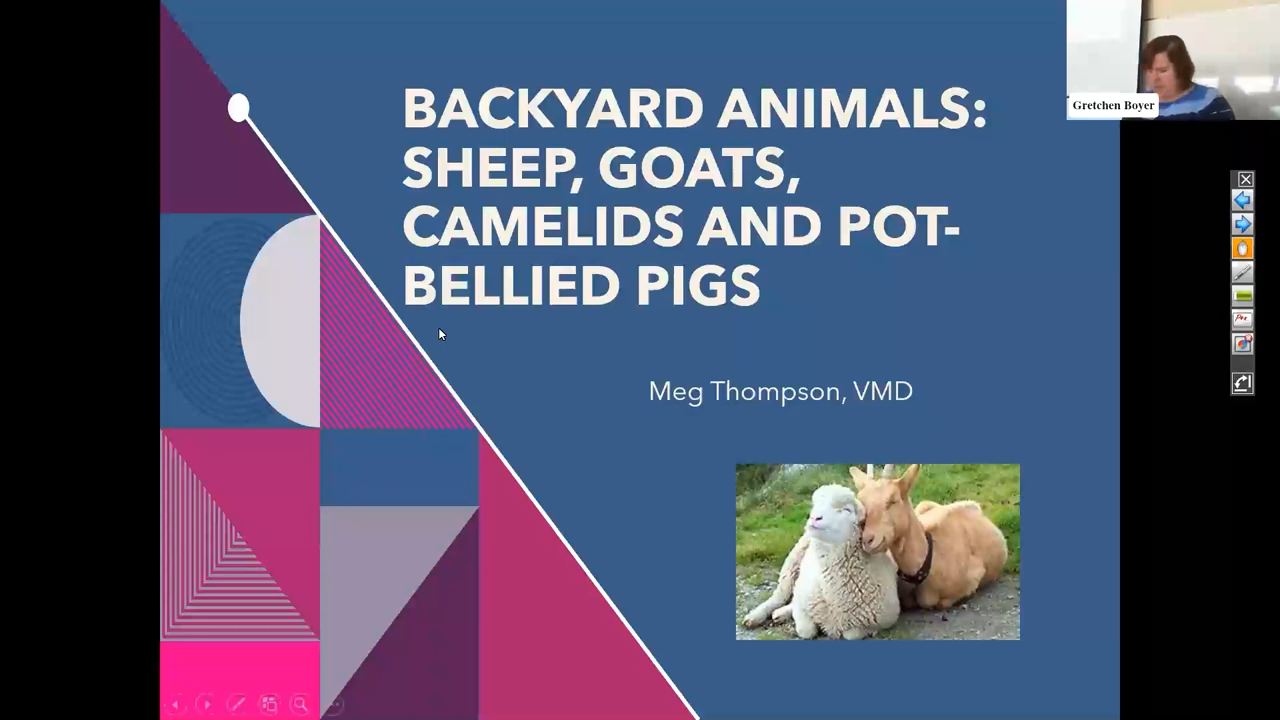 BACKYARD ANIMALS:
SHEEP, GOATS,
CAMELIDS AND POT-
BELLIED PIGS
Meg Thompson, VMD
Gretchen Boyer